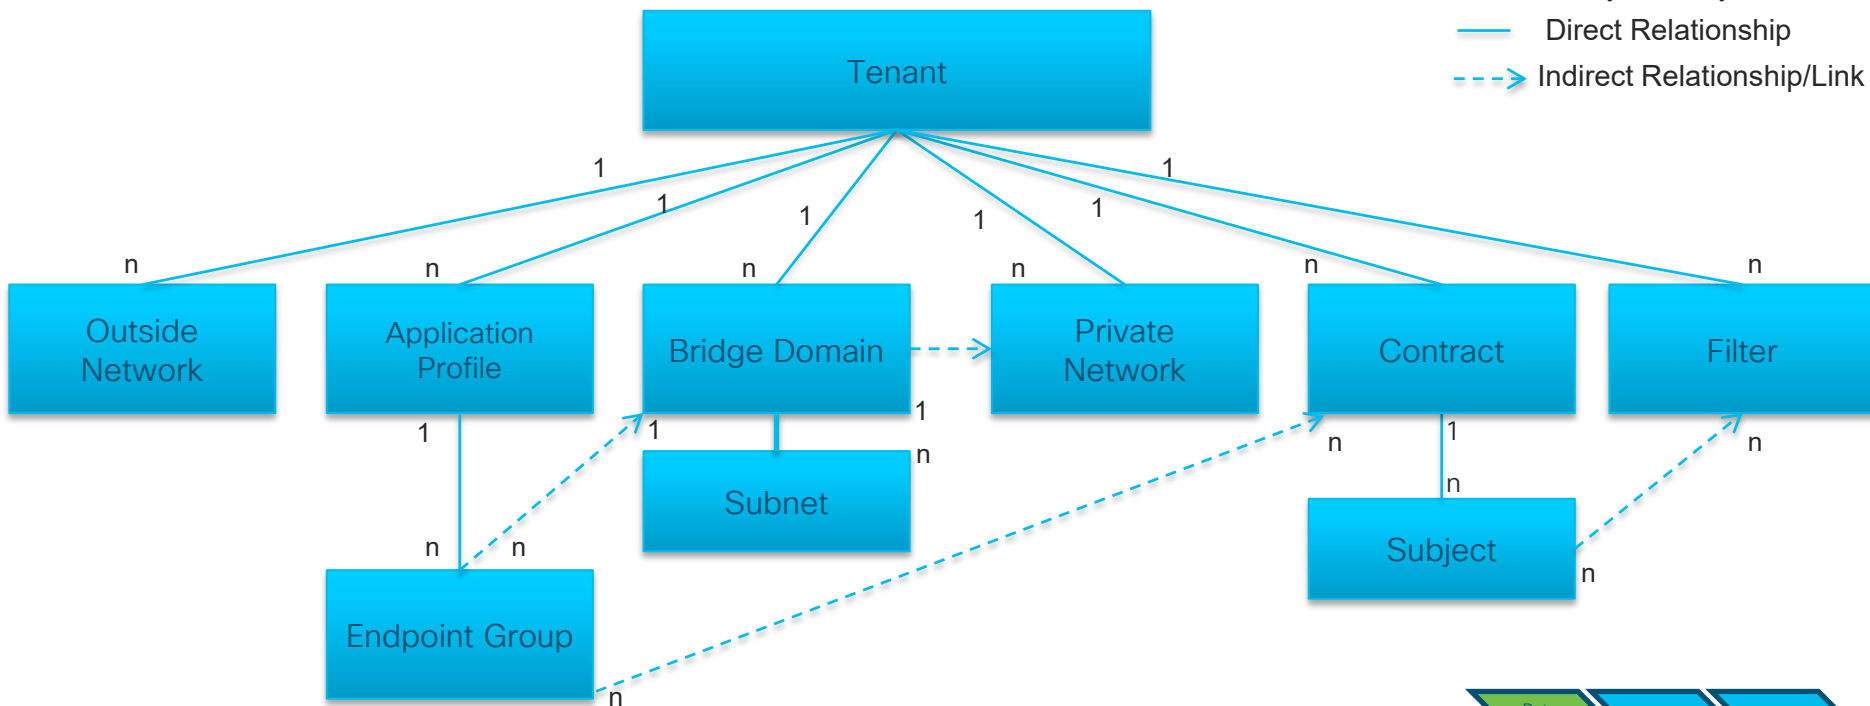 Direct Relationship
Tenant
Indirect Relationship/Link
1
1
1
1
1
1
n
n
n
n
n
n
Outside
Network
Application
Profile
Bridge Domain
Private
Network
Contract
Filter
1
1
1
n
1
n
n
Subnet
n
n
n
Subject
n
Endpoint Group
n